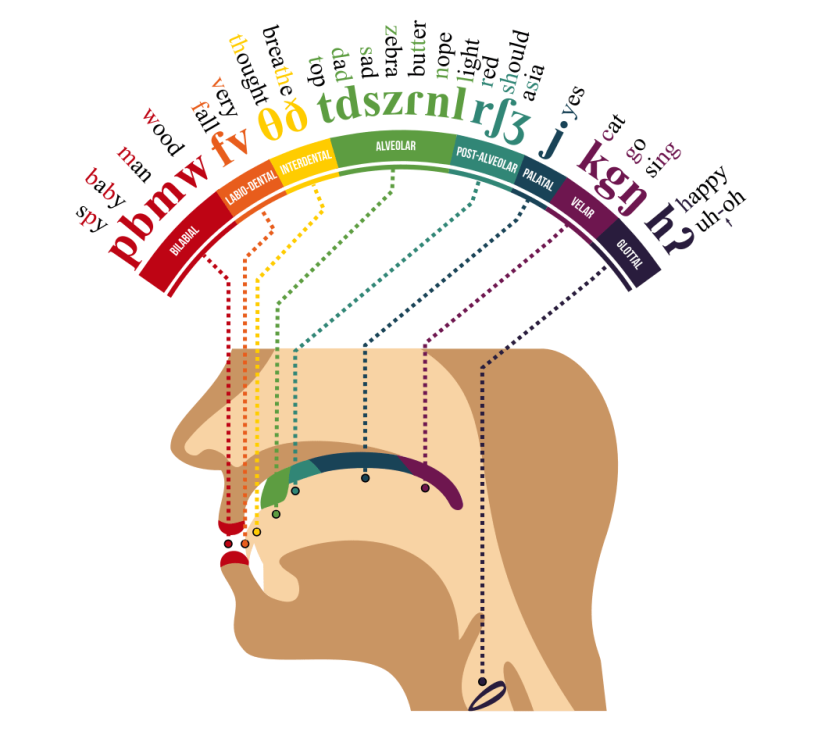 spy
baby
man
wood
fall
very
thought
breathe
top
dad
sad
zebra
butter
nope
light
red
should
asia
yes
cat
go
sing
happy
uh-oh
pbmw
fv
θð
tdszɾnl
rʃʒ
j
kgŋ
hʔ
BILABIAL
LABIO-DENTAL
INTERDENTAL
ALVEOLAR
POST-ALVEOLAR
PALATAL
VELAR
GLOTTAL